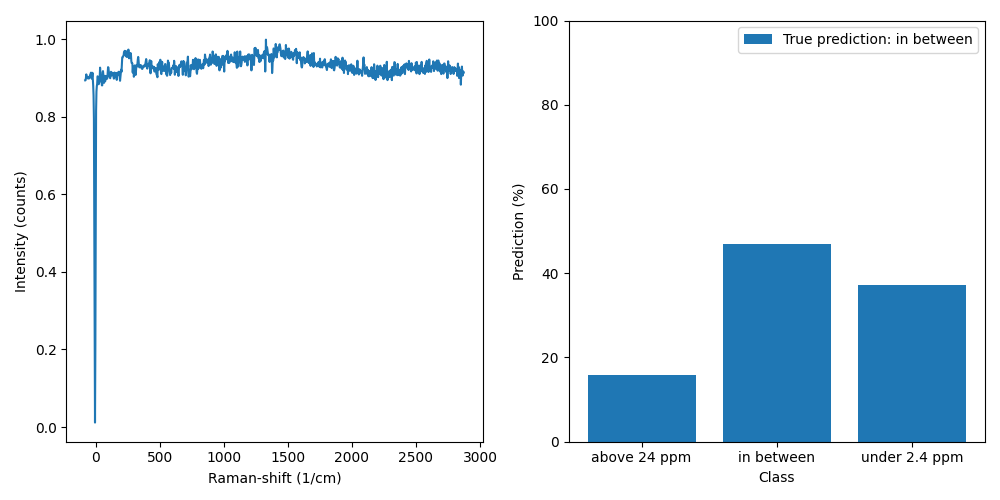 1.0
0.8
0.6
0.4
0.2
0.0
Intensity (counts)
0
500
1000
1500
2000
2500
3000
Raman-shift (1/cm)
100
80
60
40
20
0
Prediction (%)
True prediction: in between
above 24 ppm
in between
under 2.4 ppm
Class